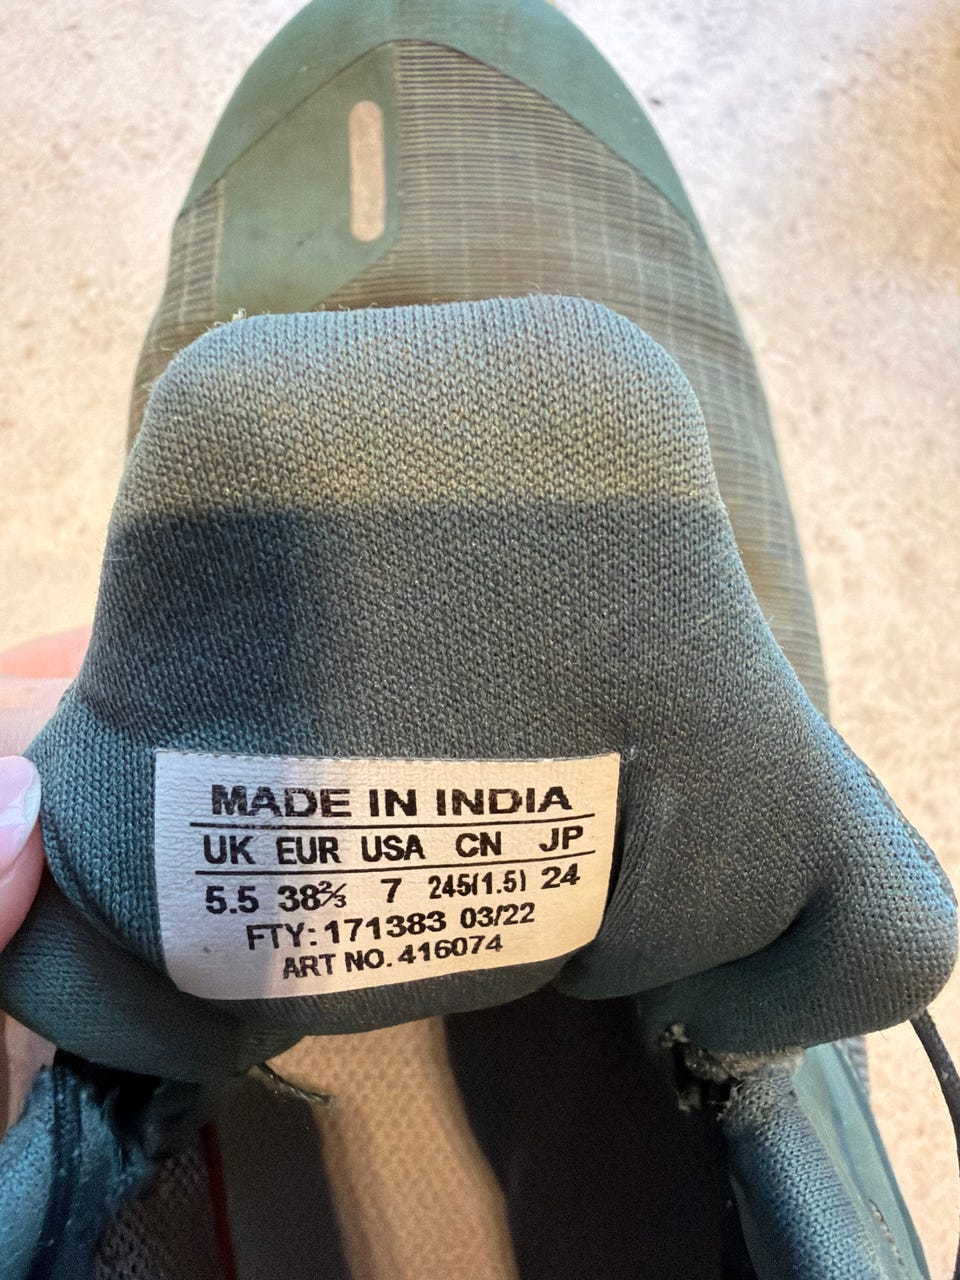 MADE IN INDIA
UK EUR USA CN JP
5.5 38⅔ 7 245(1.5) 24
FTY: 171383 03/22
ART NO. 416074